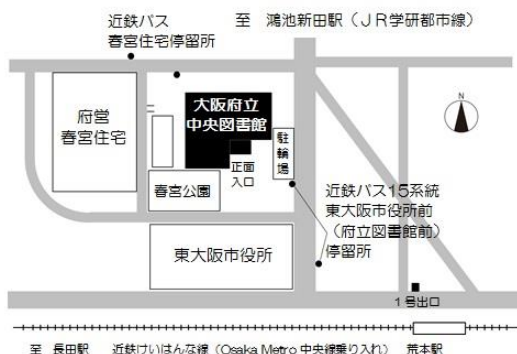 近鉄バス
春宮住宅停留所
至 鴻池新田駅（ＪＲ学研都市線）
府営
春宮住宅
大阪府立
中央図書館
駐輪場
正面
入口
N
春宮公園
近鉄バス15系統
東大阪市役所前
（府立図書館前）
停留所
東大阪市役所
１号出口
至 長田駅 近鉄けいはんな線（Osaka Metro 中央線乗り入れ） 荒本駅